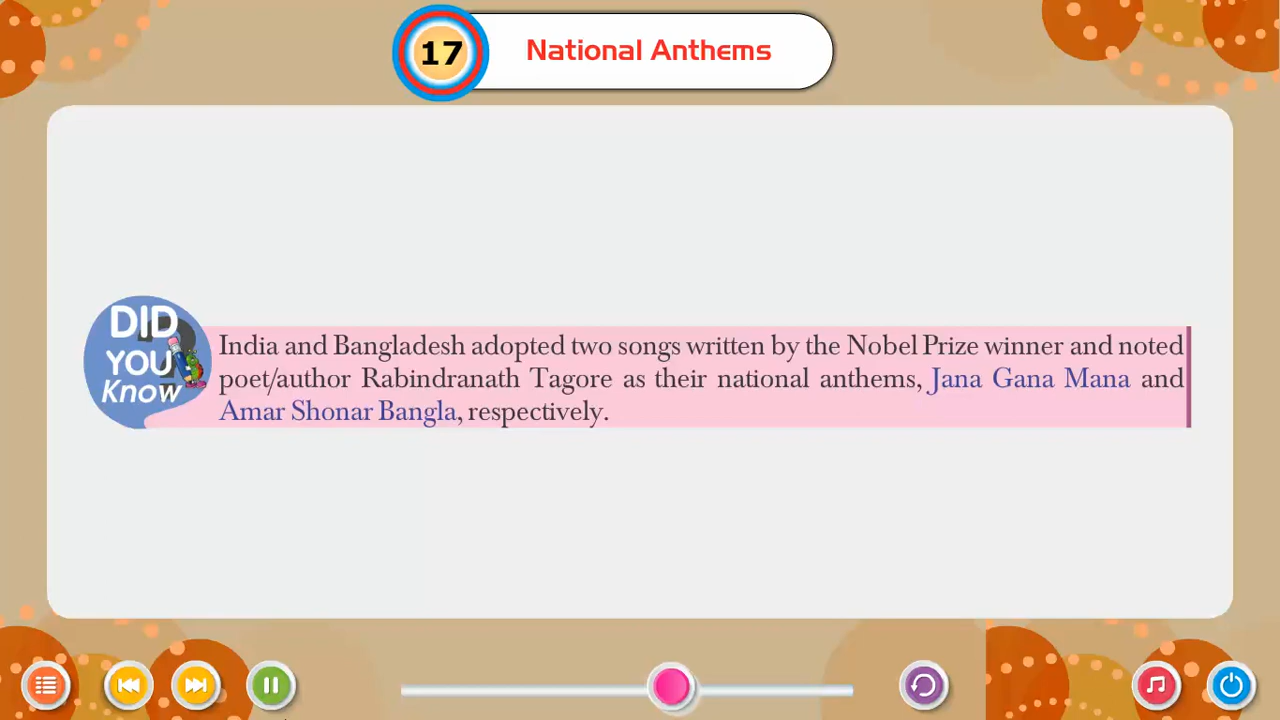 17
National Anthems
DID
YOU
Know
India and Bangladesh adopted two songs written by the Nobel Prize winner and noted
poet/author Rabindranath Tagore as their national anthems, Jana Gana Mana and
Amar Shonar Bangla, respectively.